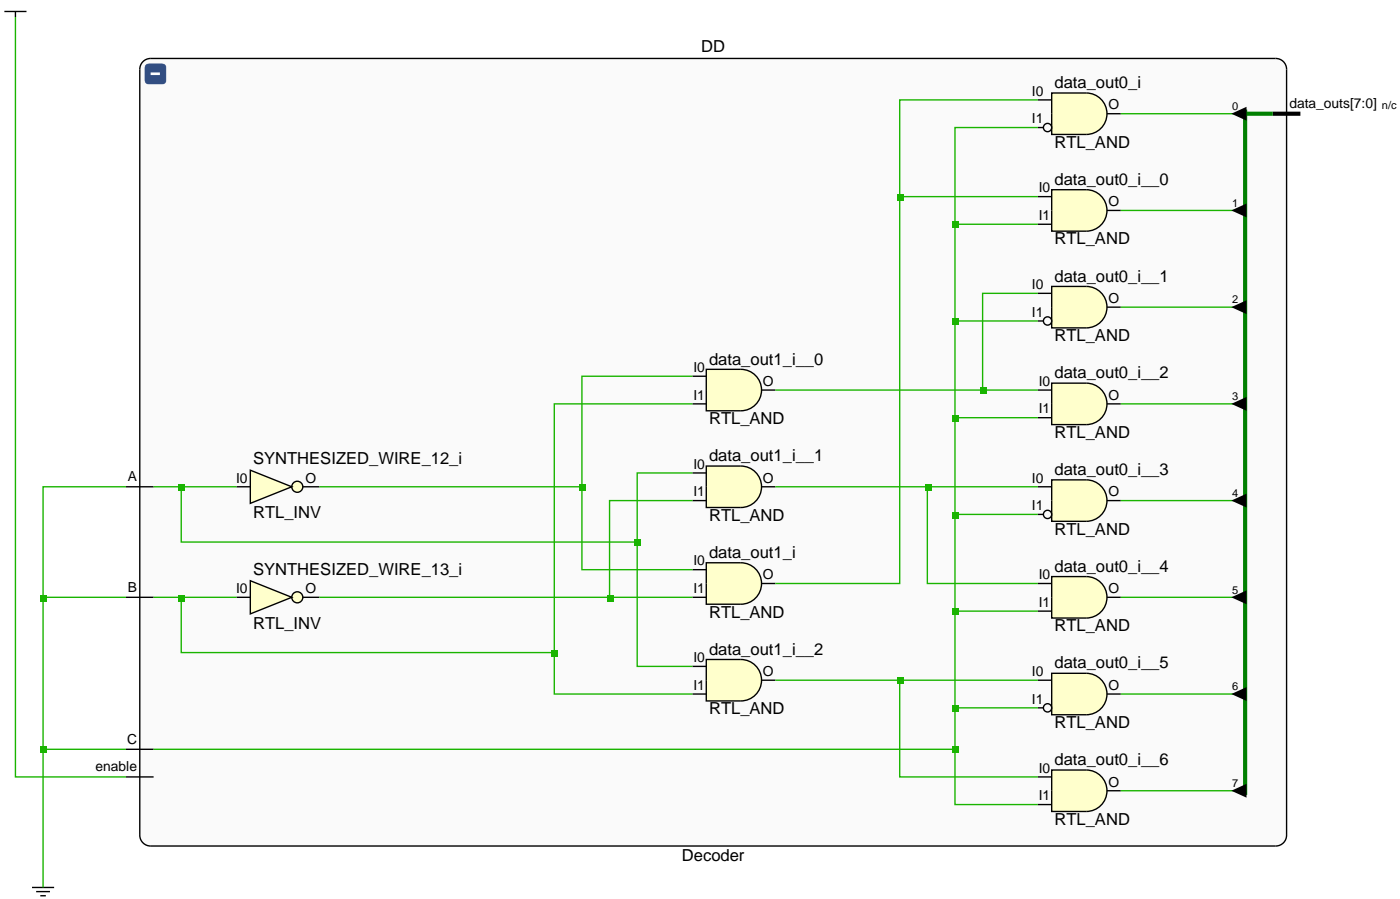 DD
data_out0_i
I0
O
I1
RTL_AND
0
data_outs[7:0] n/c
data_out0_i__0
I0
O
I1
RTL_AND
1
data_out0_i__1
I0
O
I1
RTL_AND
2
data_out1_i__0
I0
O
I1
RTL_AND
data_out0_i__2
I0
O
I1
RTL_AND
3
A
SYNTHESIZED_WIRE_12_i
I0
O
RTL_INV
data_out1_i__1
I0
O
I1
RTL_AND
data_out0_i__3
I0
O
I1
RTL_AND
4
B
SYNTHESIZED_WIRE_13_i
I0
O
RTL_INV
data_out1_i
I0
O
I1
RTL_AND
data_out0_i__4
I0
O
I1
RTL_AND
5
data_out1_i__2
I0
O
I1
RTL_AND
data_out0_i__5
I0
O
I1
RTL_AND
6
C
enable
data_out0_i__6
I0
O
I1
RTL_AND
7
Decoder